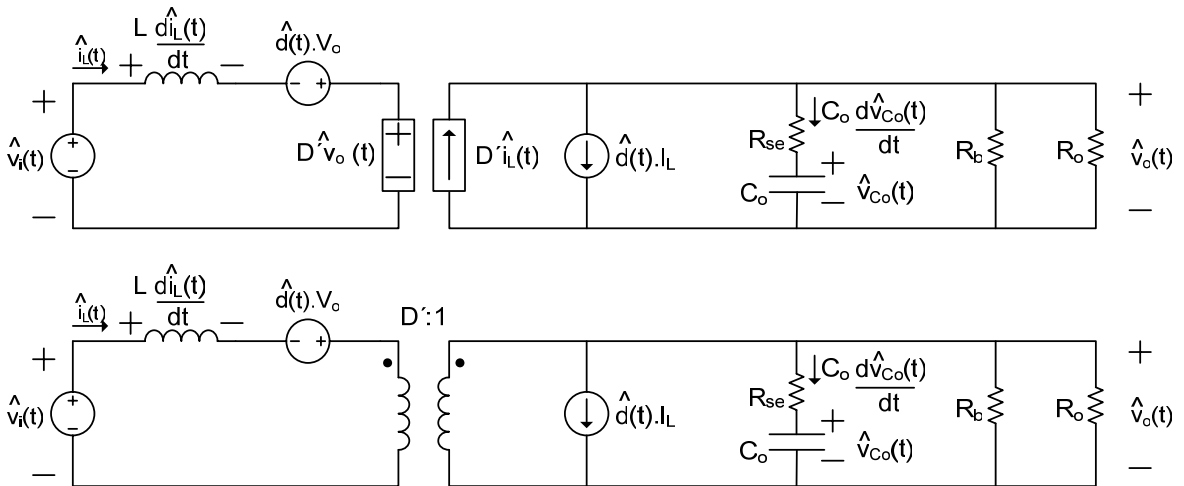 î_L(t)
+ L dî_L(t)/dt −
d̂(t).V_o
− +
+
v̂_i(t)
−
+
−
D´v̂_o (t)
+
−
D´î_L(t)
d̂(t).I_L
R_se
C_o dv̂_Co(t)/dt
C_o
+
v̂_Co(t)
−
R_b
R_o
+
v̂_o(t)
−
î_L(t)
+ L dî_L(t)/dt −
d̂(t).V_o
− +
D´:1
+
v̂_i(t)
−
+
−
d̂(t).I_L
R_se
C_o dv̂_Co(t)/dt
C_o
+
v̂_Co(t)
−
R_b
R_o
+
v̂_o(t)
−